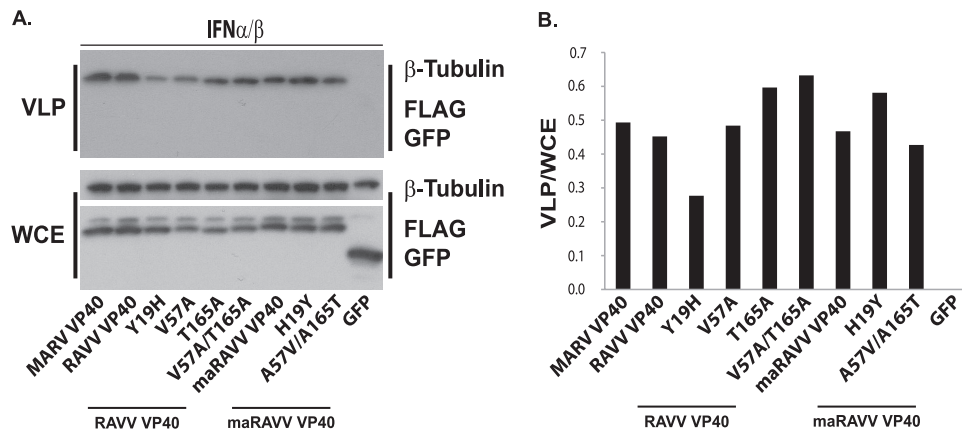 A.
IFNα/β
VLP
β-Tubulin
FLAG
GFP
WCE
β-Tubulin
FLAG
GFP
MARV VP40
RAVV VP40
Y19H
V57A
T165A
V57A/T165A
maRAVV VP40
H19Y
A57V/A165T
GFP
RAVV VP40
maRAVV VP40
B.
VLP/WCE
0.7
0.6
0.5
0.4
0.3
0.2
0.1
0.0
MARV VP40
RAVV VP40
Y19H
V57A
T165A
V57A/T165A
maRAVV VP40
H19Y
A57V/A165T
GFP
RAVV VP40
maRAVV VP40